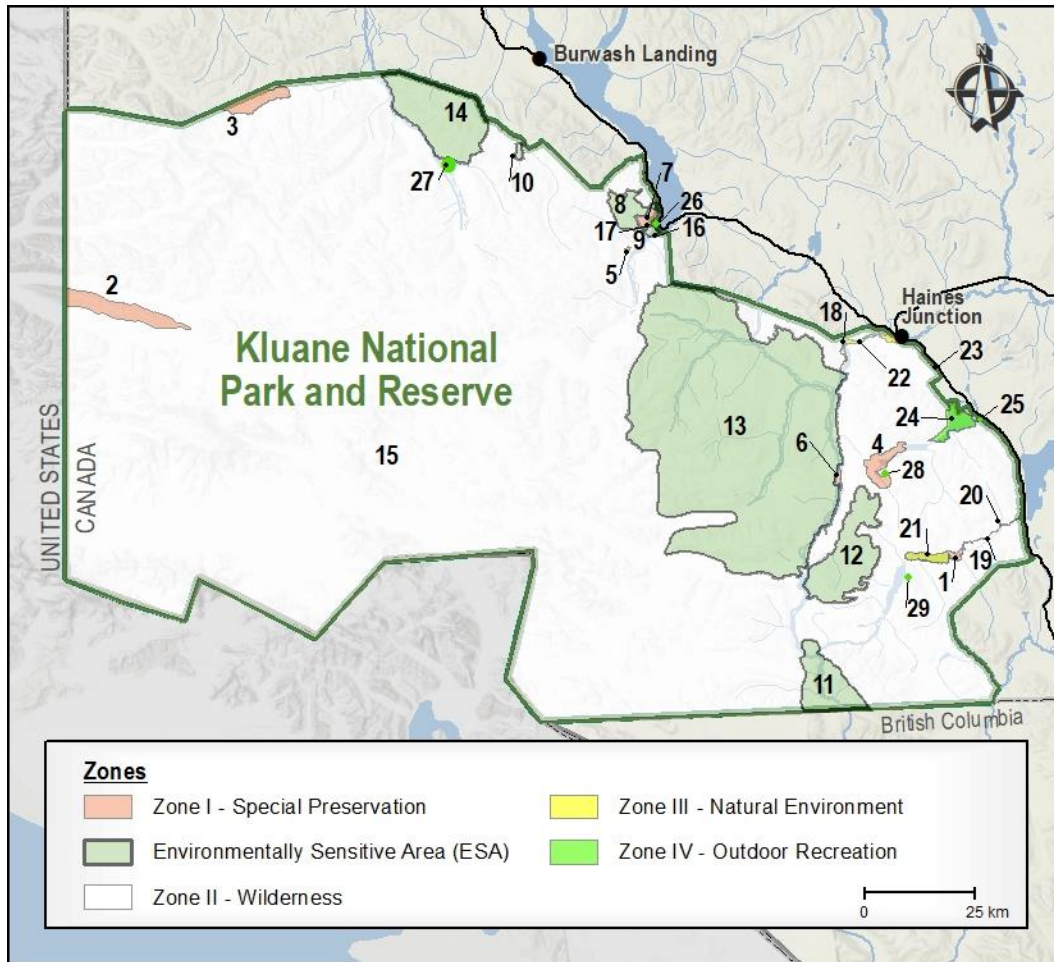 Burwash Landing
N
14
3
27
10
7
8
26
17
9
16
5
2
Haines
Junction
18
Kluane National
Park and Reserve
22
23
24
25
13
4
6
28
15
UNITED STATES
CANADA
20
21
12
19
1
29
11
British Columbia
Zones
Zone I - Special Preservation
Zone III - Natural Environment
Environmentally Sensitive Area (ESA)
Zone IV - Outdoor Recreation
Zone II - Wilderness
0 25 km